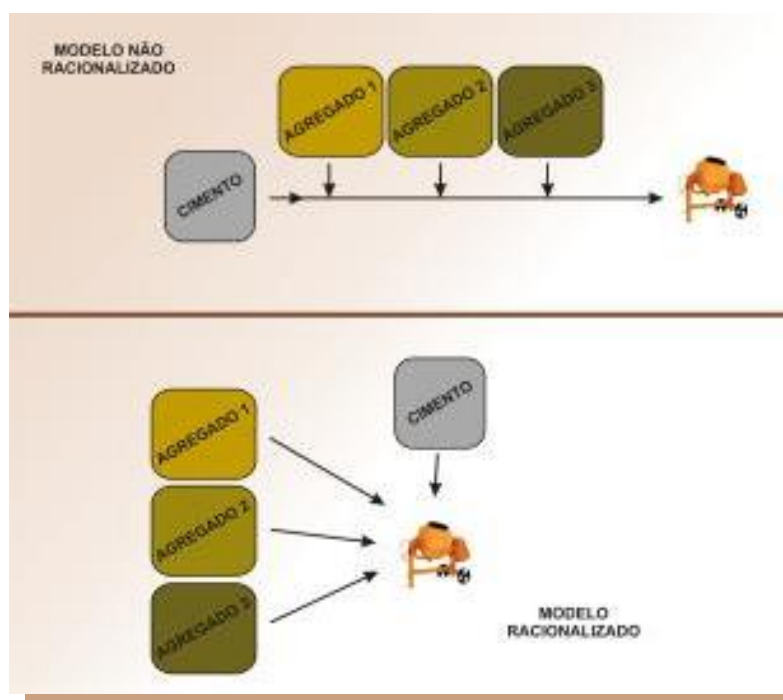 MODELO NÃO
RACIONALIZADO
AGREGADO 1
AGREGADO 2
AGREGADO 3
CIMENTO
CIMENTO
AGREGADO 1
AGREGADO 2
AGREGADO 3
MODELO
RACIONALIZADO